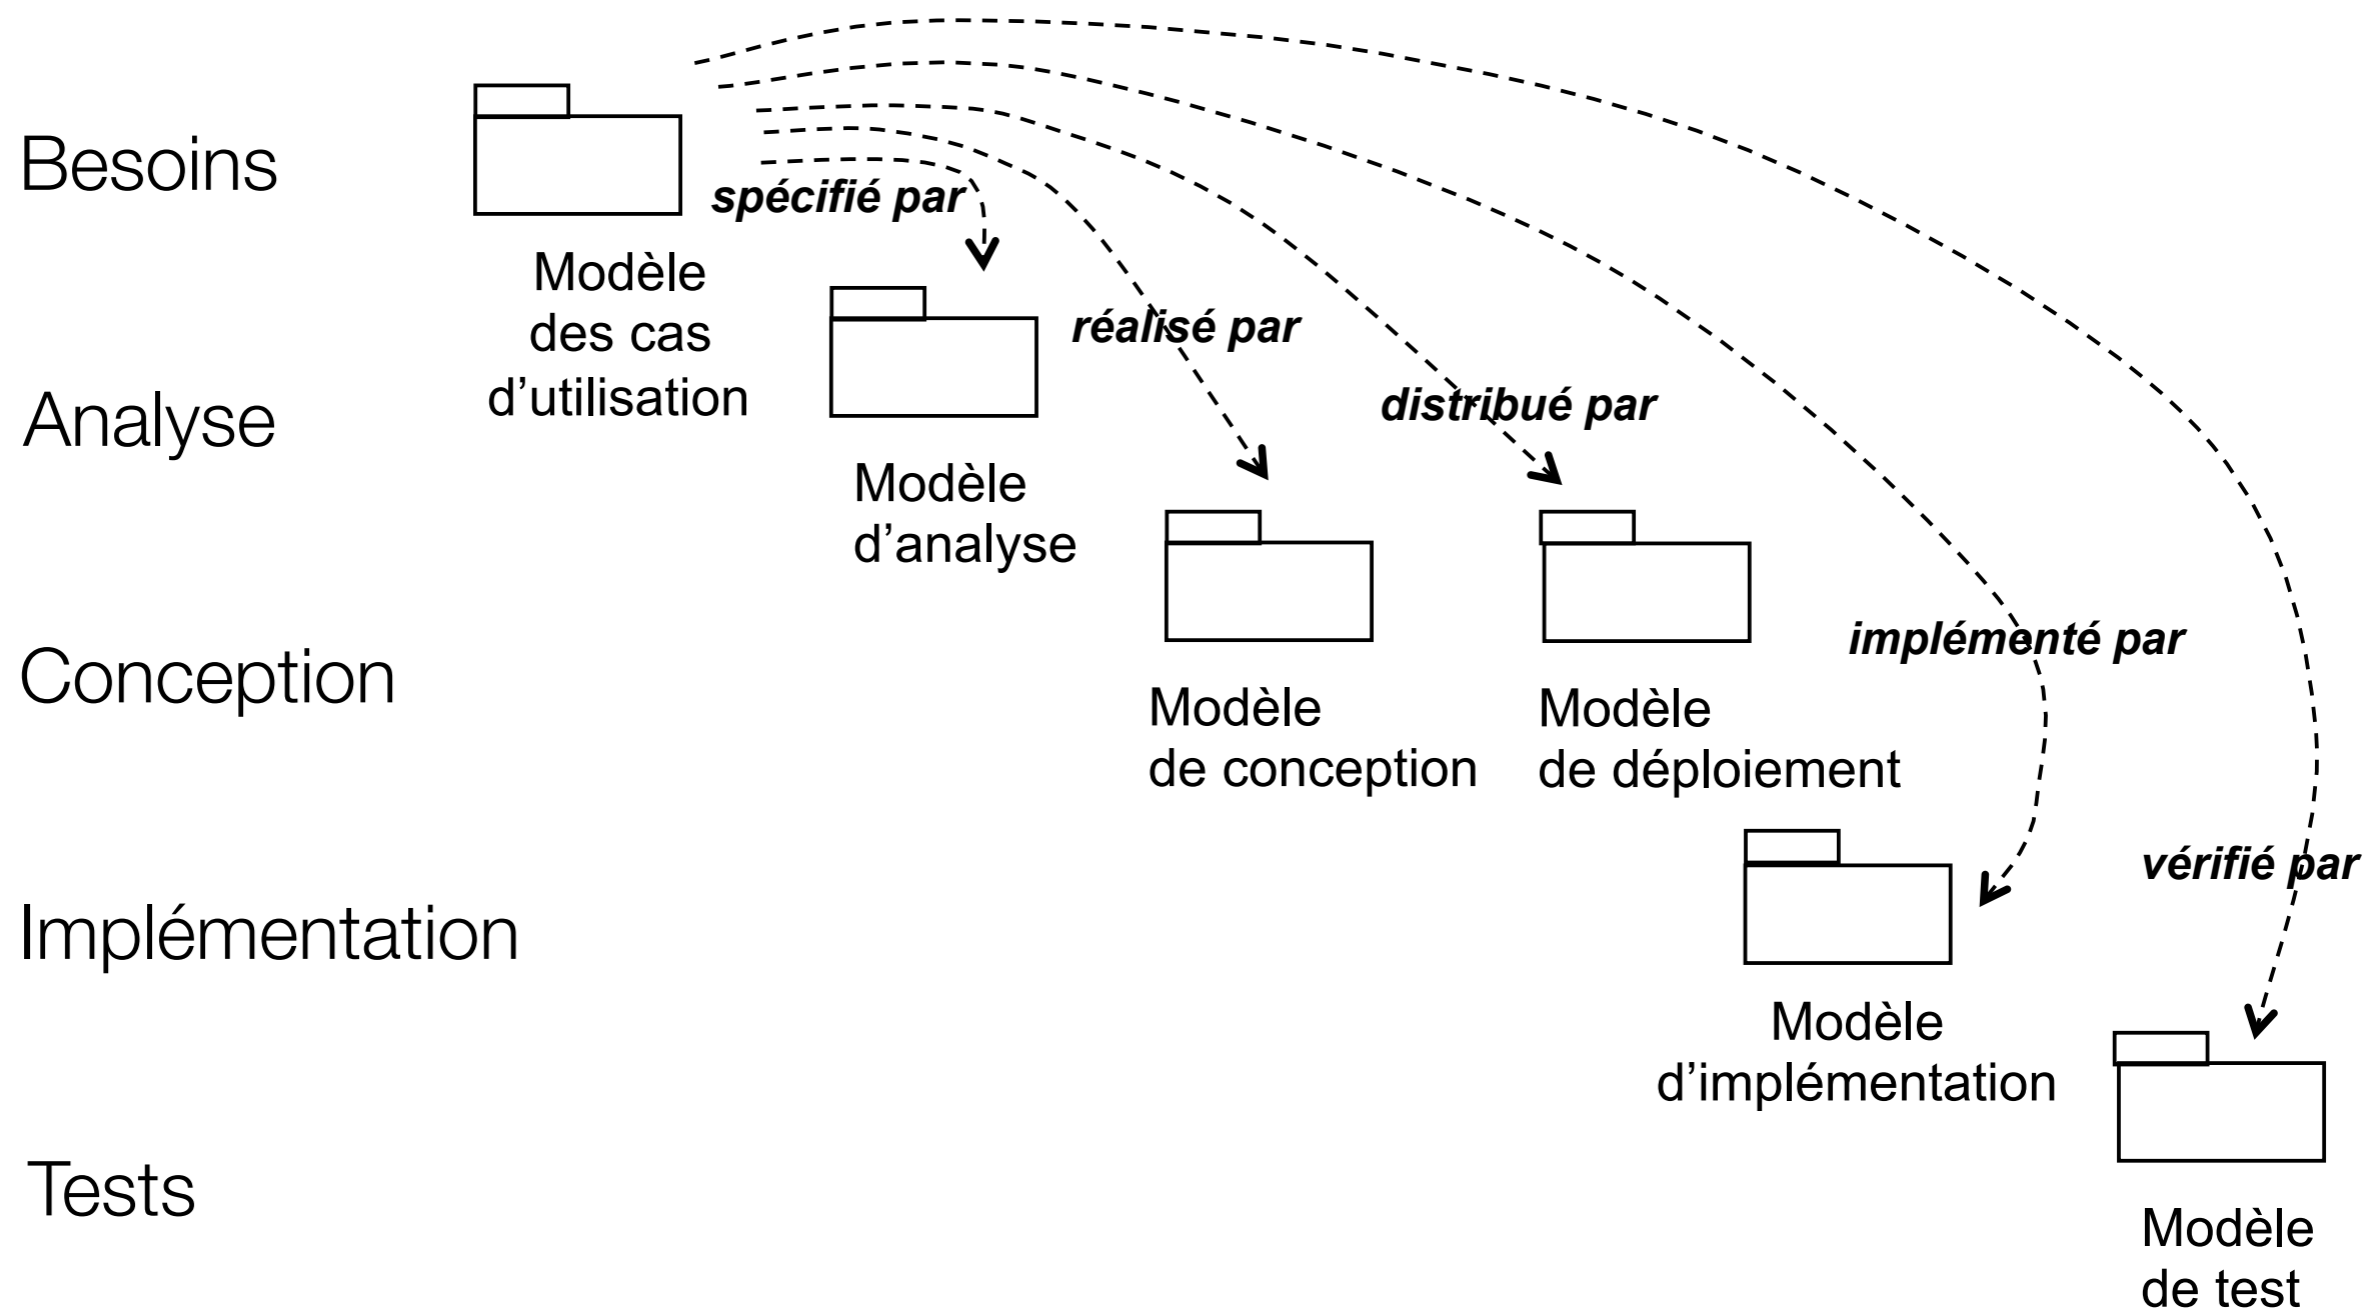 Besoins
spécifié par
Modèle
des cas
d’utilisation
réalisé par
Analyse
distribué par
Modèle
d’analyse
Conception
implémenté par
Modèle
de conception
Modèle
de déploiement
Implémentation
vérifié par
Modèle
d’implémentation
Tests
Modèle
de test